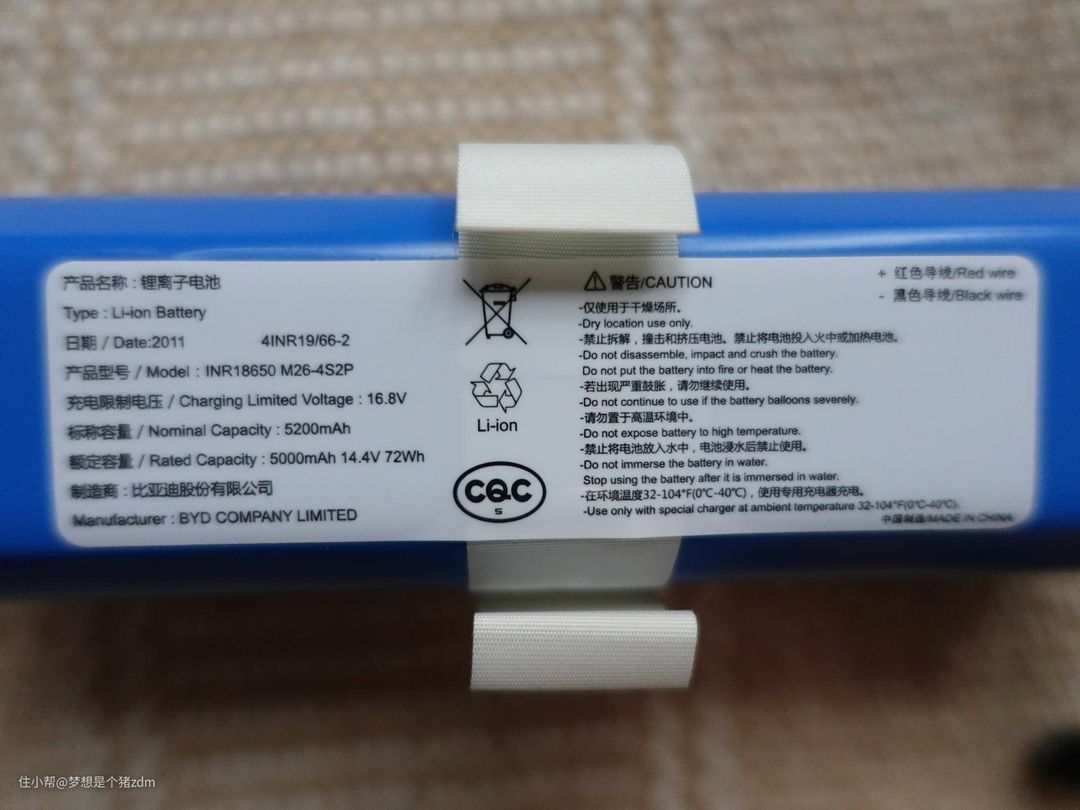 产品名称 : 锂离子电池
Type : Li-ion Battery
日期 / Date:2011 4INR19/66-2
产品型号 / Model : INR18650 M26-4S2P
充电限制电压 / Charging Limited Voltage : 16.8V
标称容量 / Nominal Capacity : 5200mAh
额定容量 / Rated Capacity : 5000mAh 14.4V 72Wh
制造商 : 比亚迪股份有限公司
Manufacturer : BYD COMPANY LIMITED
Li-ion
CQC
S
警告/CAUTION
-仅使用于干燥场所。
-Dry location use only.
-禁止拆解，撞击和挤压电池。禁止将电池投入火中或加热电池。
-Do not disassemble, impact and crush the battery.
Do not put the battery into fire or heat the battery.
-若出现严重鼓胀，请勿继续使用。
-Do not continue to use if the battery balloons severely.
-请勿置于高温环境中。
-Do not expose battery to high temperature.
-禁止将电池放入水中，电池浸水后禁止使用。
-Do not immerse the battery in water.
Stop using the battery after it is immersed in water.
-在环境温度32-104°F(0℃-40℃)，使用专用充电器充电。
-Use only with special charger at ambient temperature 32-104°F(0℃-40℃).
中国制造/MADE IN CHINA
+ 红色导线/Red wire
- 黑色导线/Black wire
住小帮@梦想是个猪zdm